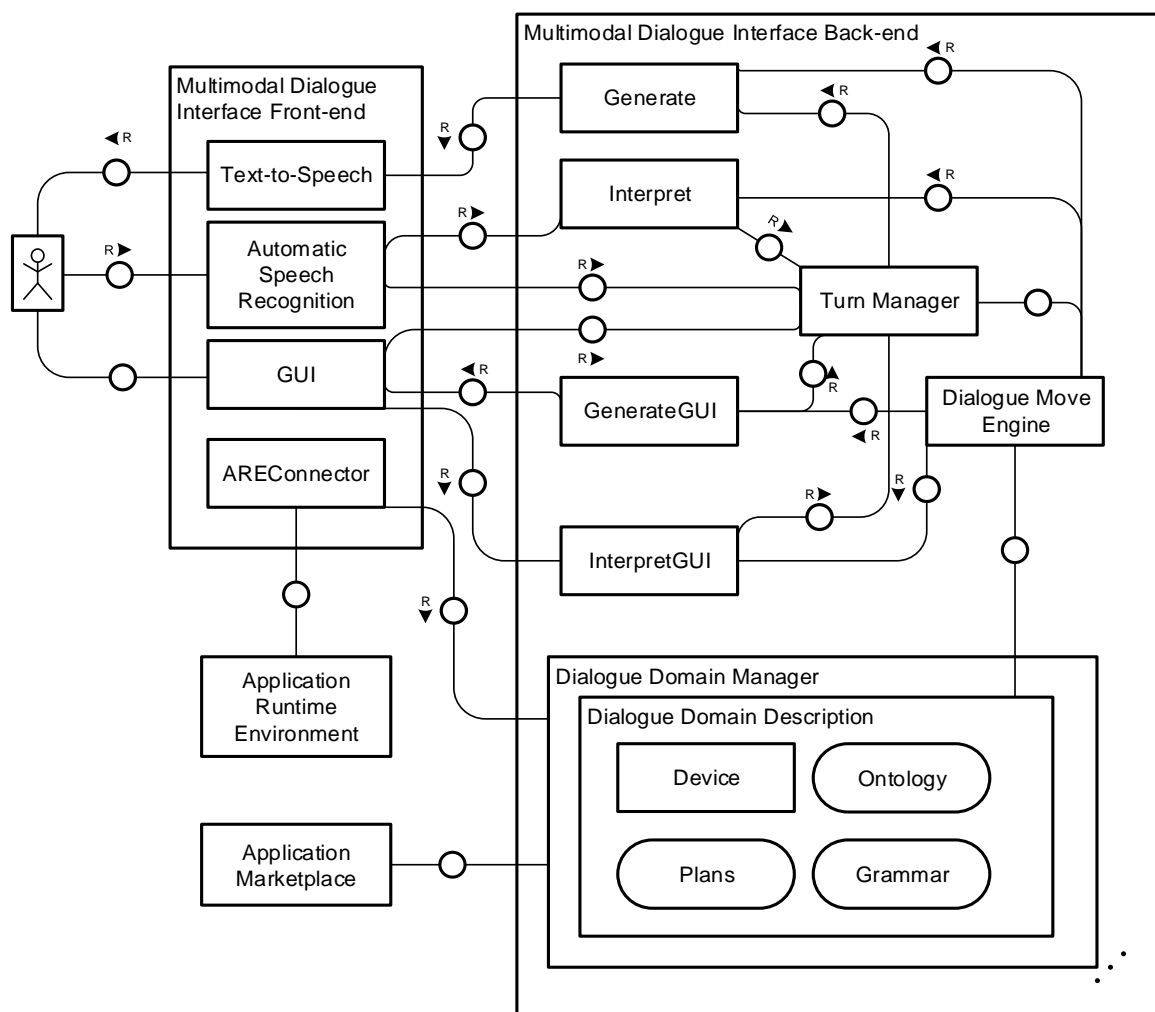 Multimodal Dialogue Interface Back-end
Multimodal Dialogue
Interface Front-end
Generate
R
R
R
R
Text-to-Speech
Interpret
R
R
R
R
Automatic
Speech
Recognition
R
Turn Manager
GUI
R
R
GenerateGUI
R
R
Dialogue Move
Engine
AREConnector
R
R
R
InterpretGUI
R
Application
Runtime
Environment
Dialogue Domain Manager
Dialogue Domain Description
Device
Ontology
Application
Marketplace
Plans
Grammar